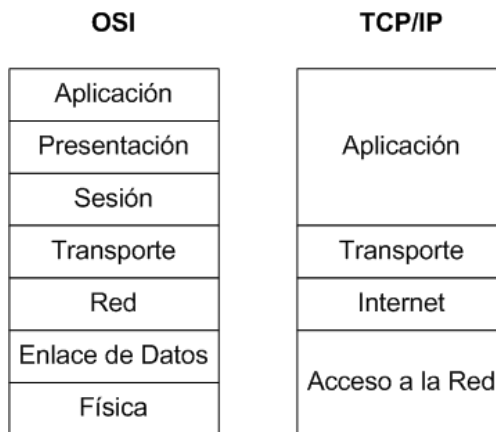 OSI
TCP/IP
Aplicación
Presentación
Sesión
Transporte
Red
Enlace de Datos
Física
Aplicación
Transporte
Internet
Acceso a la Red